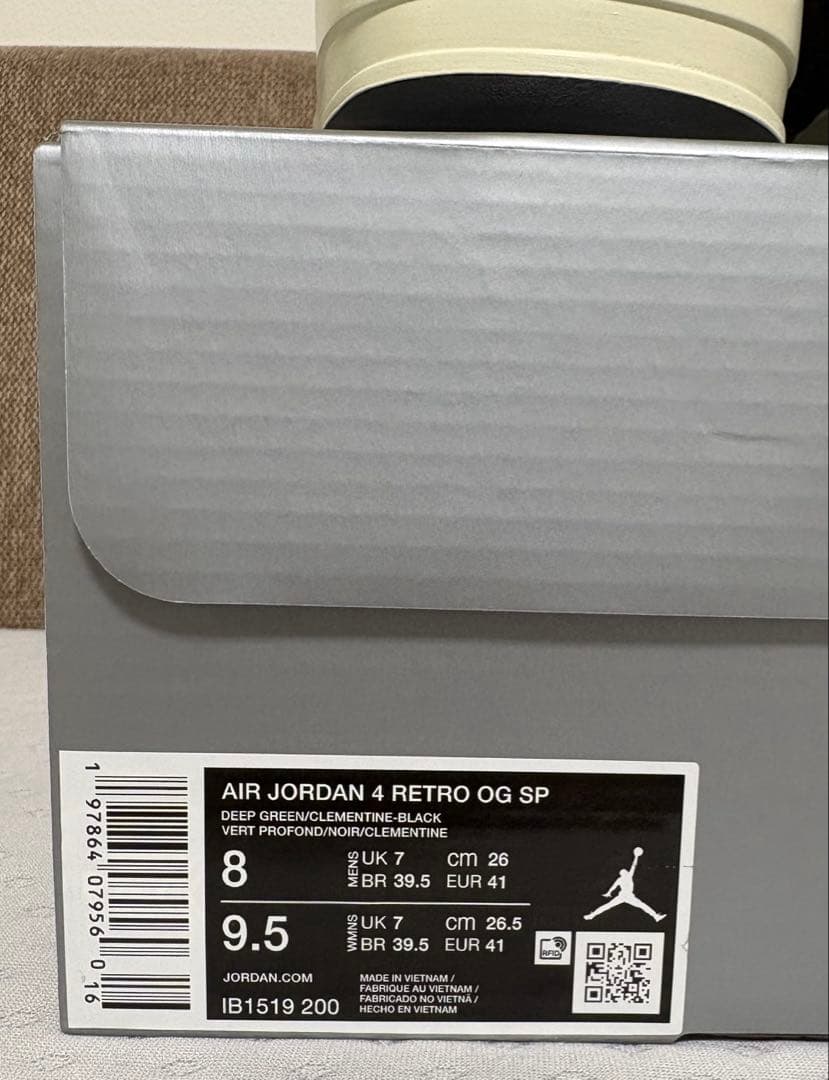 AIR JORDAN 4 RETRO OG SP
DEEP GREEN/CLEMENTINE-BLACK
VERT PROFOND/NOIR/CLEMENTINE
8 MENS UK 7 cm 26
BR 39.5 EUR 41
9.5 WMNS UK 7 cm 26.5
BR 39.5 EUR 41
RFID
JORDAN.COM
IB1519 200
MADE IN VIETNAM /
FABRIQUE AU VIETNAM /
FABRICADO NO VIETNÃ /
HECHO EN VIETNAM
1 97864 07956 0 16